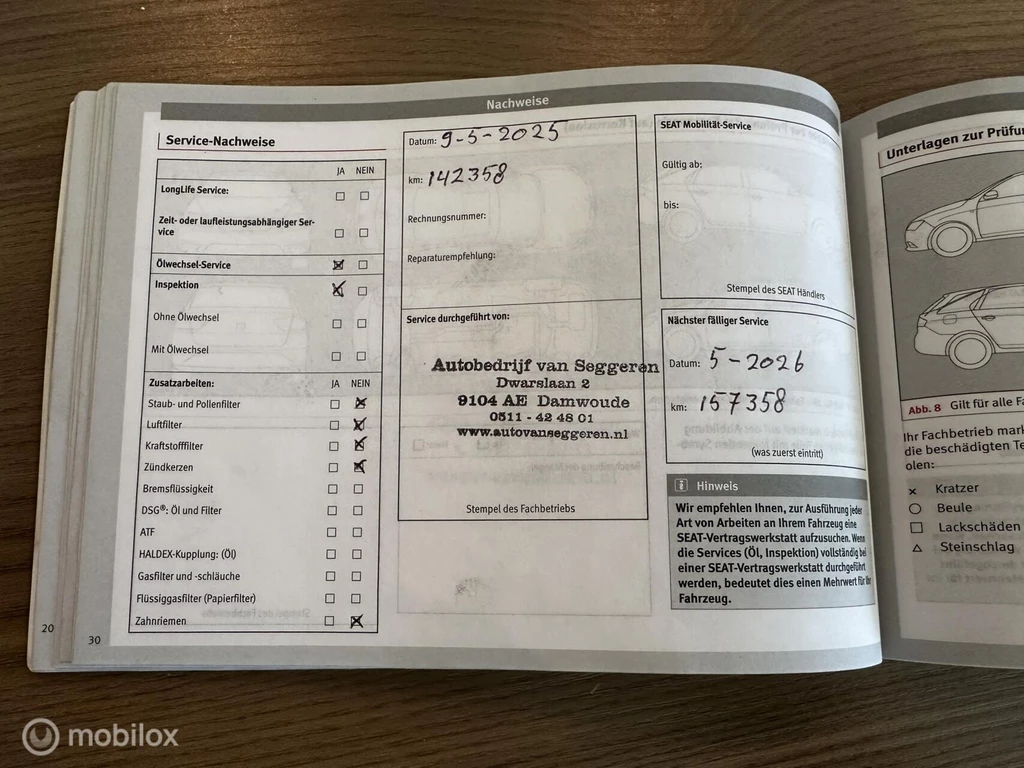 Nachweise
Service-Nachweise
JA NEIN
LongLife Service:
Zeit- oder laufleistungsabhängiger Ser-
vice
Ölwechsel-Service
Inspektion
Ohne Ölwechsel
Mit Ölwechsel
Zusatzarbeiten: JA NEIN
Staub- und Pollenfilter
Luftfilter
Kraftstofffilter
Zündkerzen
Bremsflüssigkeit
DSG®: Öl und Filter
ATF
HALDEX-Kupplung: (Öl)
Gasfilter und -schläuche
Flüssiggasfilter (Papierfilter)
Zahnriemen
20
30
Datum: 9-5-2025
km: 142358
Rechnungsnummer:
Reparaturempfehlung:
Service durchgeführt von:
Autobedrijf van Seggeren
Dwarslaan 2
9104 AE Damwoude
0511 - 42 48 01
www.autovanseggeren.nl
Stempel des Fachbetriebs
SEAT Mobilität-Service
Gültig ab:
bis:
Stempel des SEAT Händlers
Nächster fälliger Service
Datum: 5-2026
km: 157358
(was zuerst eintritt)
i Hinweis
Wir empfehlen Ihnen, zur Ausführung jeder
Art von Arbeiten an Ihrem Fahrzeug eine
SEAT-Vertragswerkstatt aufzusuchen. Wenn
die Services (Öl, Inspektion) vollständig bei
einer SEAT-Vertragswerkstatt durchgeführt
werden, bedeutet dies einen Mehrwert für Ihr
Fahrzeug.
Unterlagen zur Prüfun
Abb. 8 Gilt für alle Fa
Ihr Fachbetrieb mark
die beschädigten Te
olen:
x Kratzer
Beule
Lackschäden
Steinschlag
mobilox